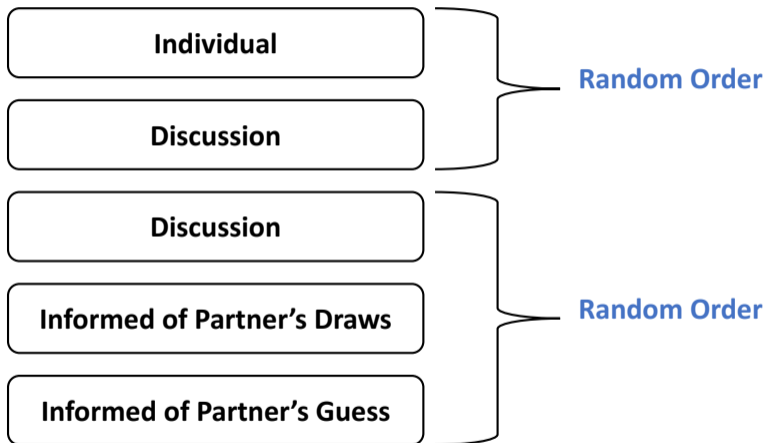 Individual
Random Order
Discussion
Discussion
Informed of Partner’s Draws
Random Order
Informed of Partner’s Guess